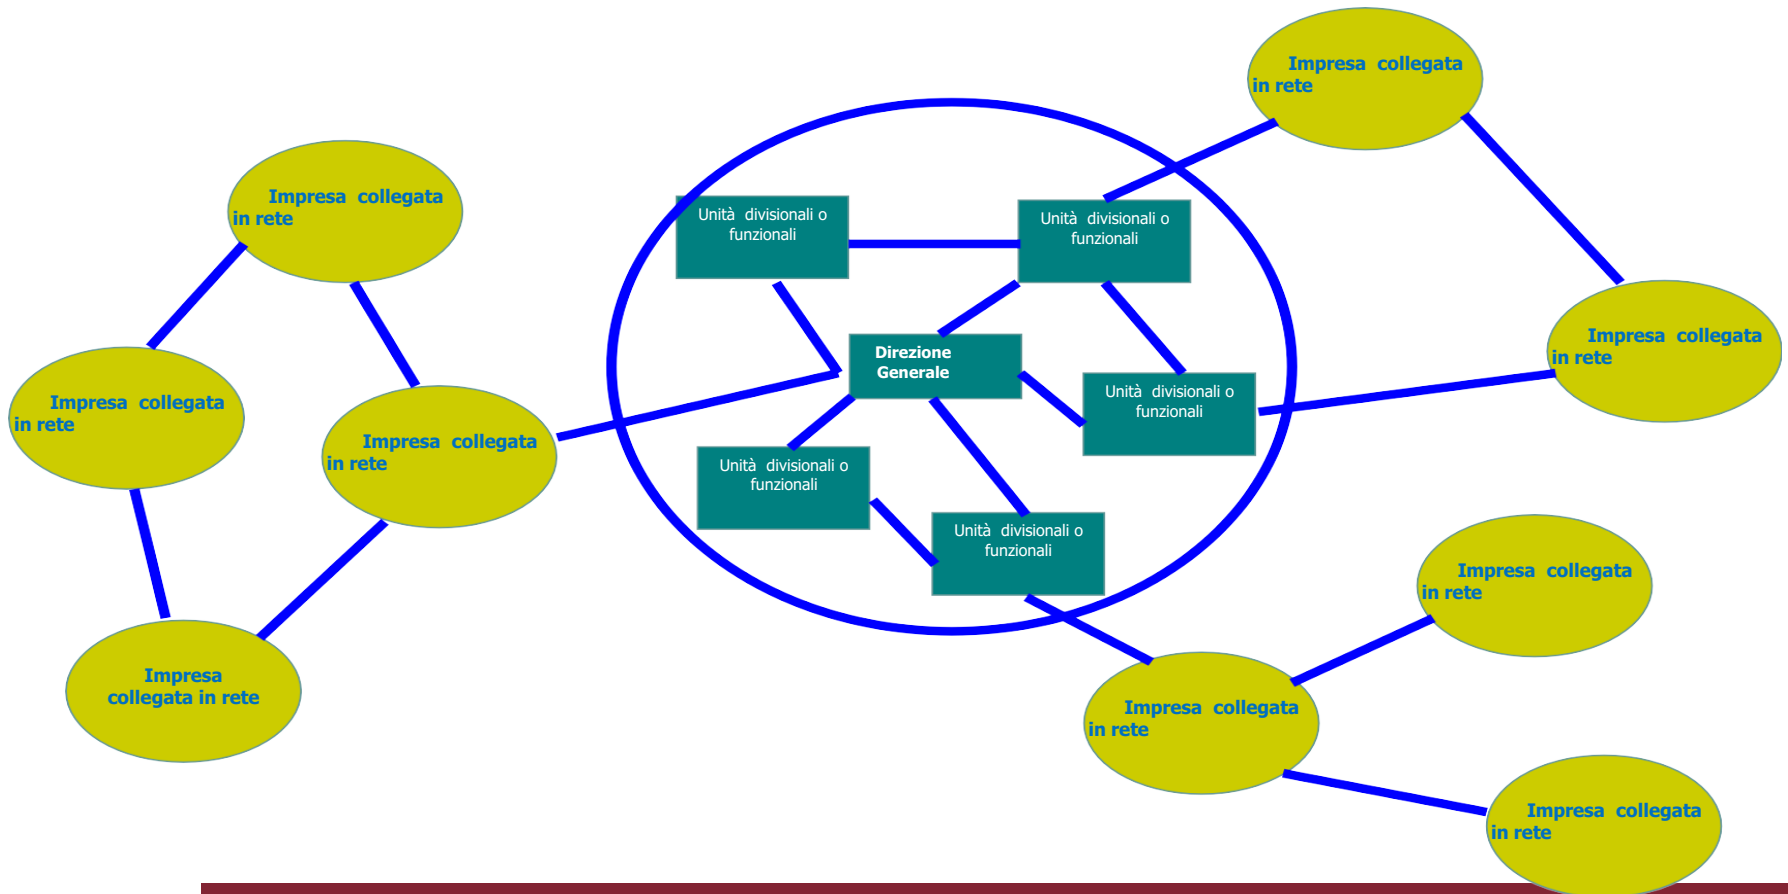 Impresa collegata
in rete
Impresa collegata
in rete
Unità divisionali o
funzionali
Unità divisionali o
funzionali
Impresa collegata
in rete
Direzione
Generale
Impresa collegata
in rete
Unità divisionali o
funzionali
Impresa collegata
in rete
Unità divisionali o
funzionali
Unità divisionali o
funzionali
Impresa collegata
in rete
Impresa
collegata in rete
Impresa collegata
in rete
Impresa collegata
in rete